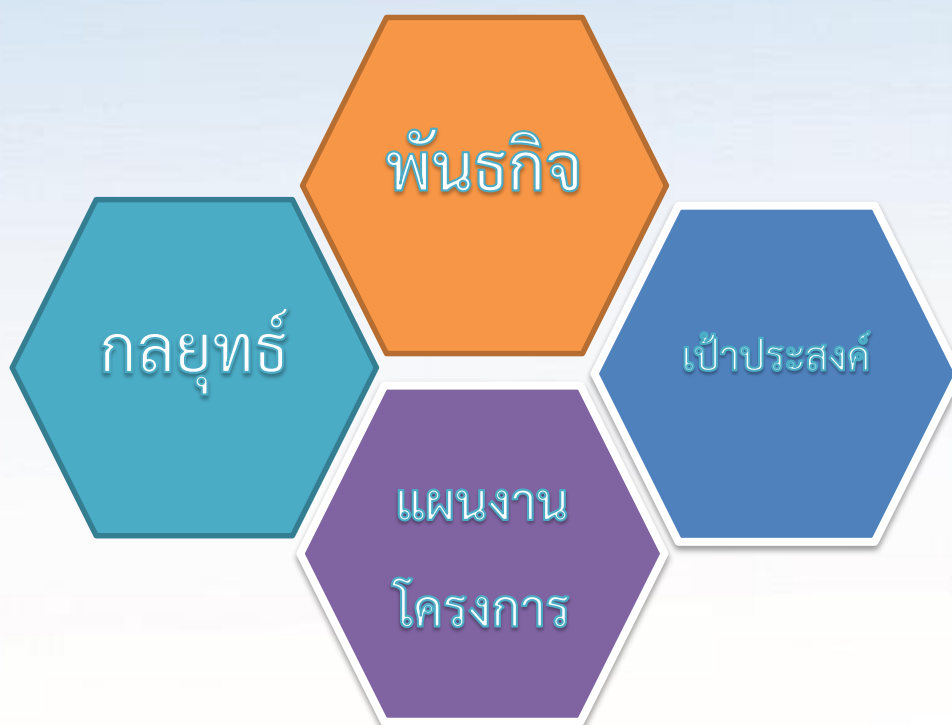 พันธกิจ
กลยุทธ์
เป้าประสงค์
แผนงาน
โครงการ